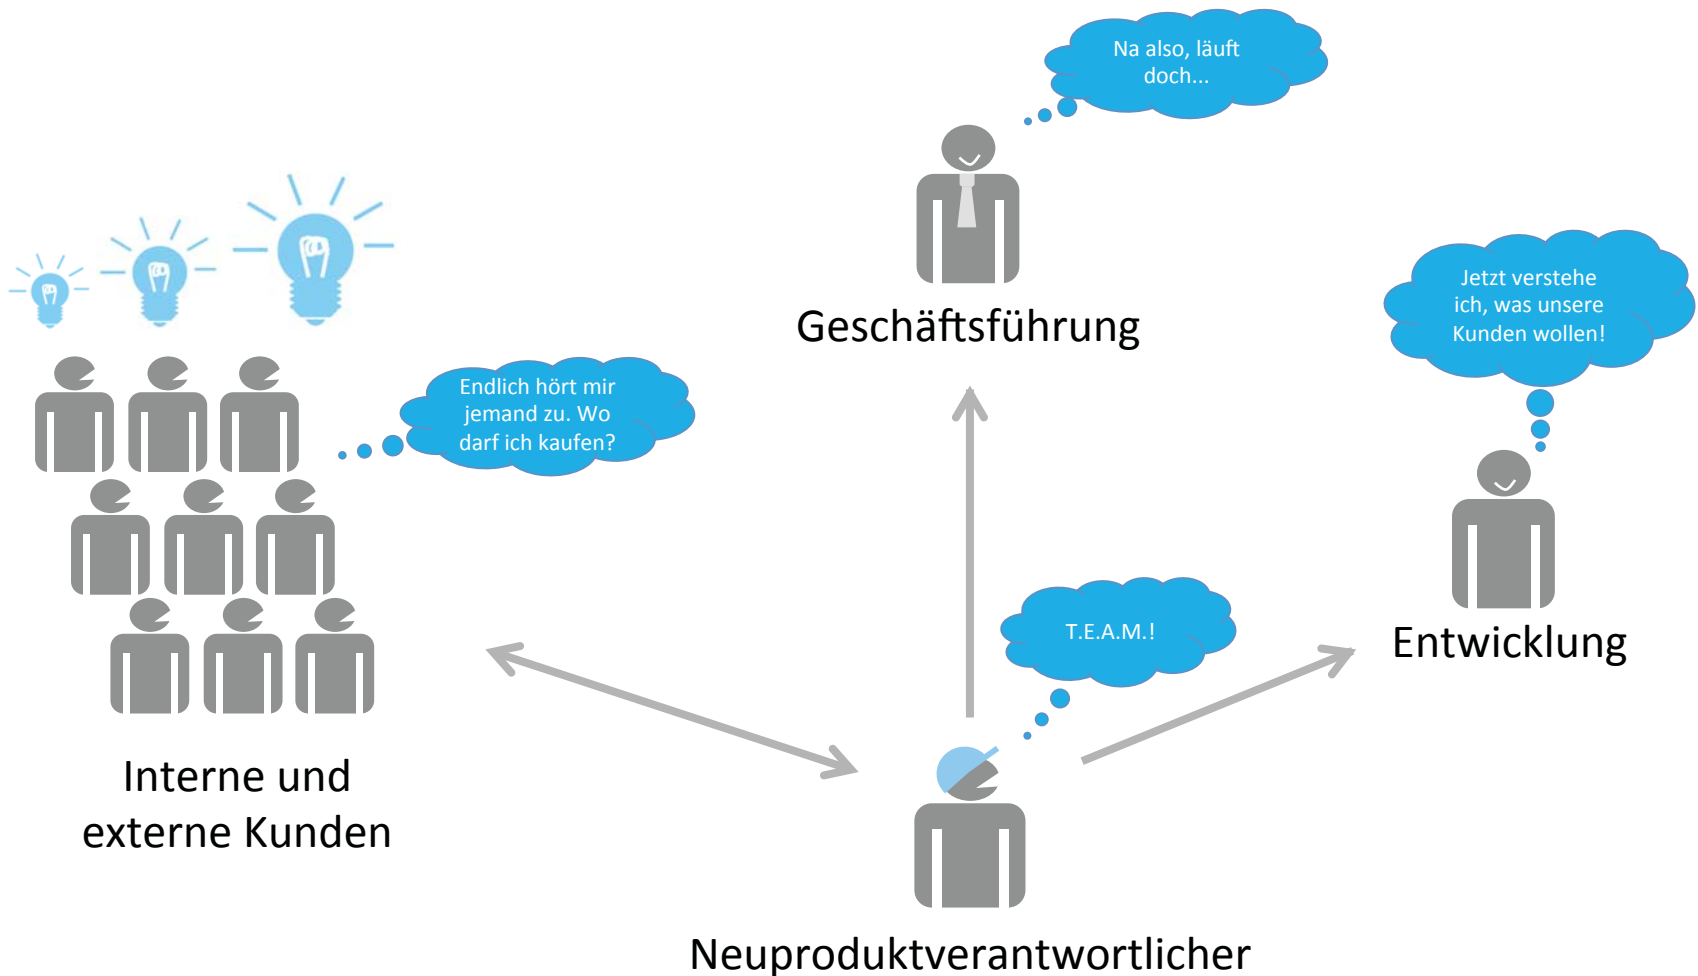 Na also, läuft
doch...
Geschäftsführung
Jetzt verstehe
ich, was unsere
Kunden wollen!
Endlich hört mir
jemand zu. Wo
darf ich kaufen?
T.E.A.M.!
Entwicklung
Interne und
externe Kunden
Neuproduktverantwortlicher